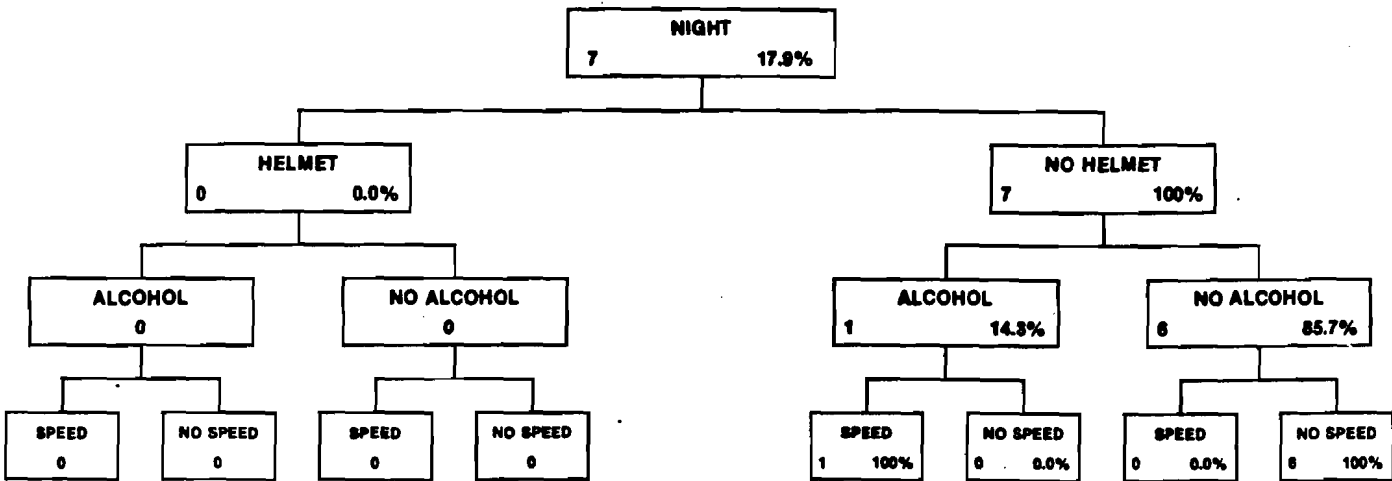 NIGHT
7 17.9%
HELMET
0 0.0%
NO HELMET
7 100%
ALCOHOL
0
NO ALCOHOL
0
ALCOHOL
1 14.3%
NO ALCOHOL
6 85.7%
SPEED
0
NO SPEED
0
SPEED
0
NO SPEED
0
SPEED
1 100%
NO SPEED
0 0.0%
SPEED
0 0.0%
NO SPEED
6 100%